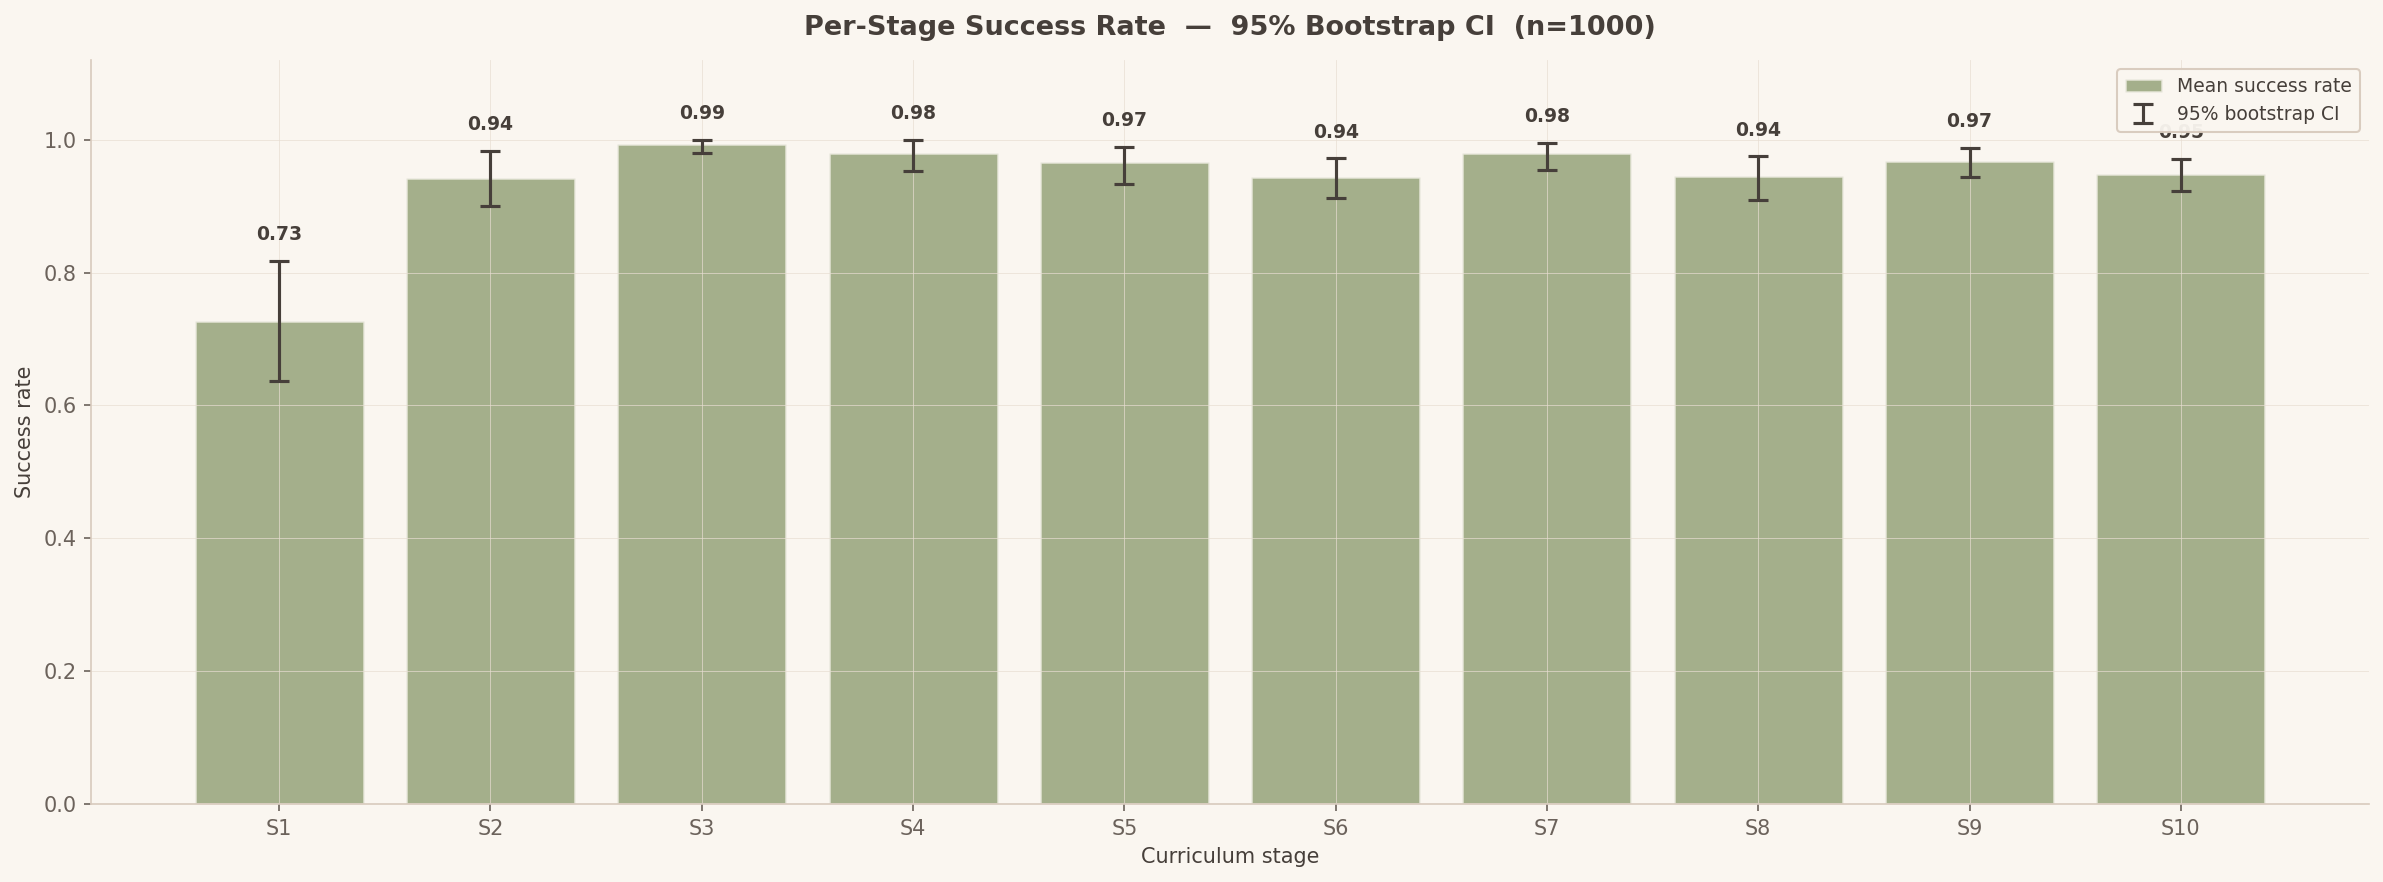 Per-Stage Success Rate — 95% Bootstrap CI (n=1000)
Mean success rate
95% bootstrap CI
0.73
0.94
0.99
0.98
0.97
0.94
0.98
0.94
0.97
0.95
1.0
0.8
0.6
0.4
0.2
0.0
Success rate
S1 S2 S3 S4 S5 S6 S7 S8 S9 S10
Curriculum stage